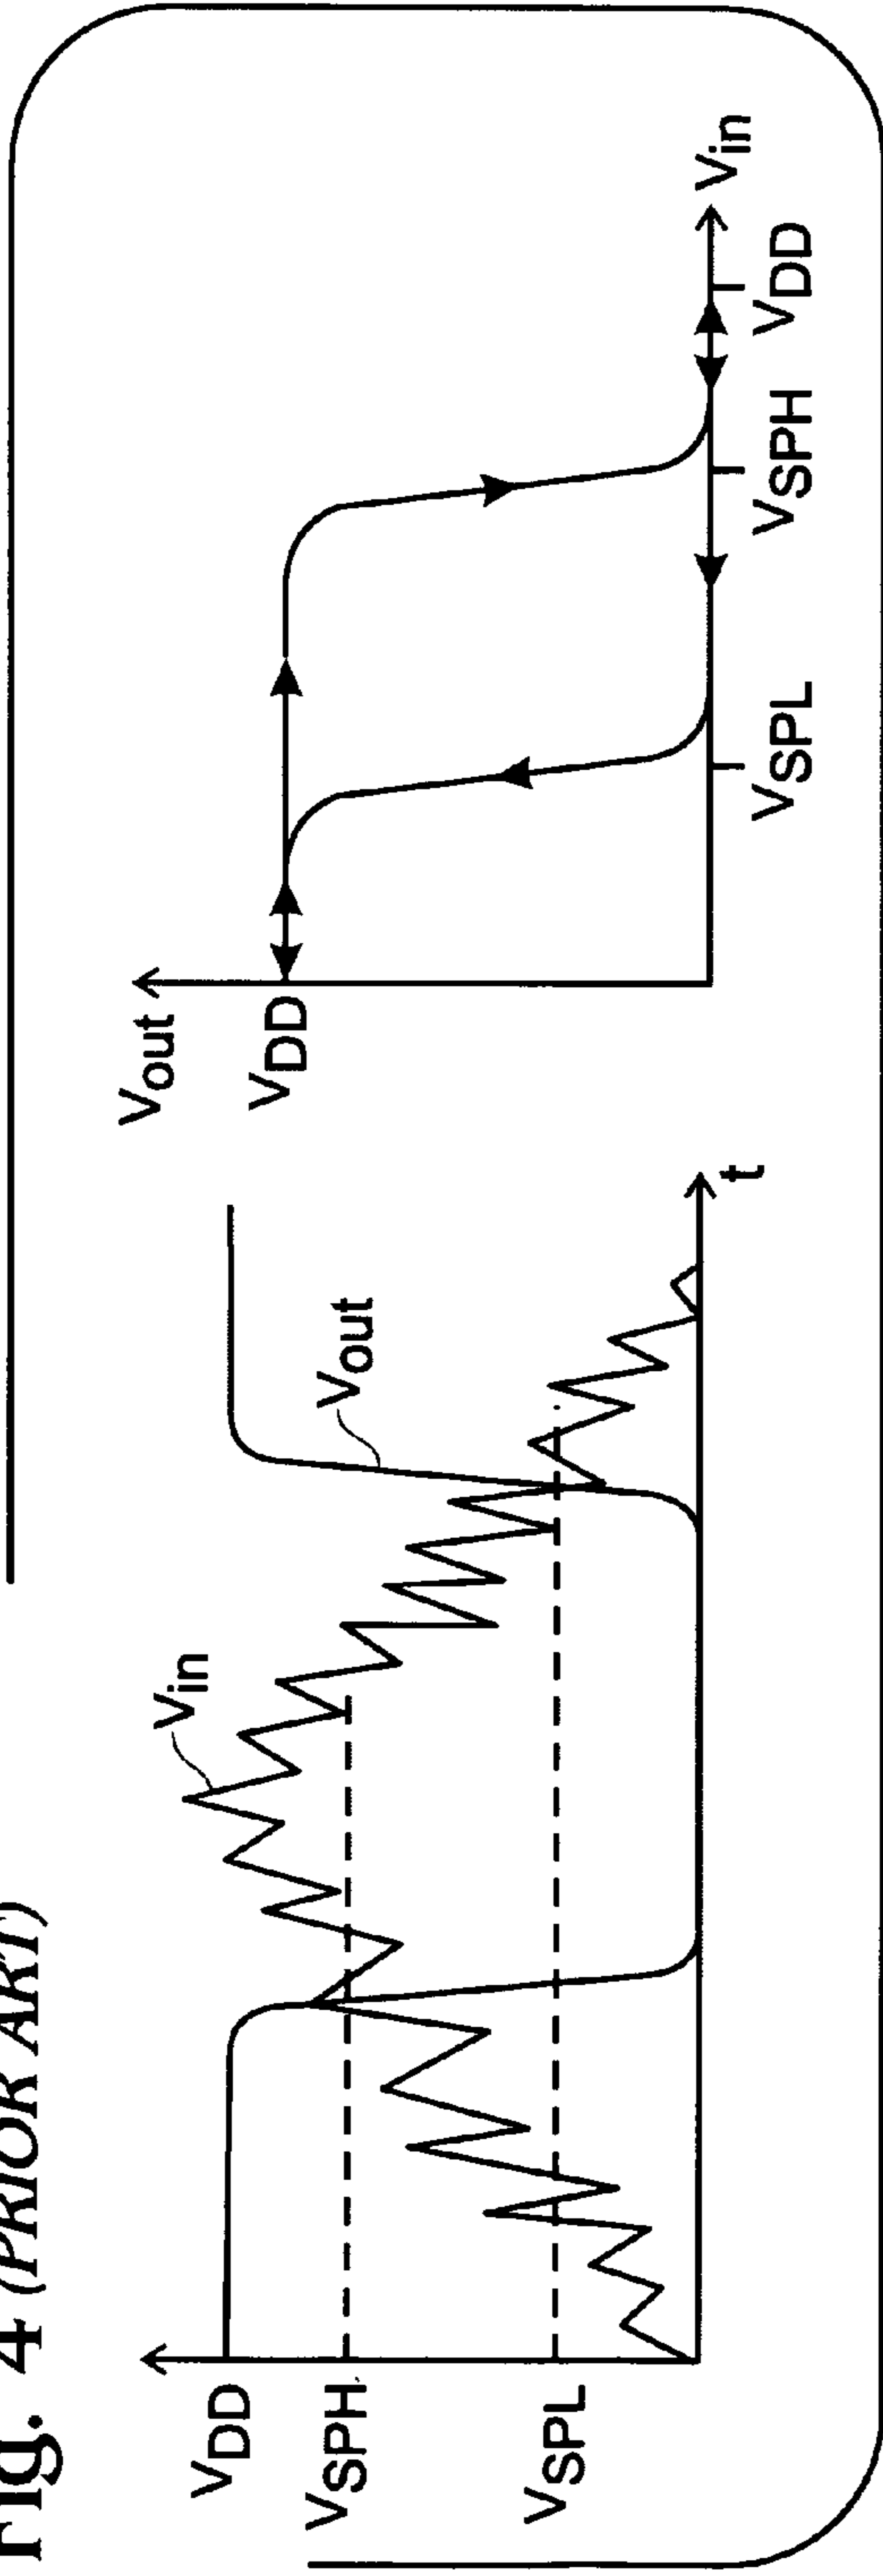 Fig. 4 (PRIOR ART)
VDD
VSPH
VSPL
Vin
Vout
t
Vout
VDD
VSPL
VSPH
VDD
Vin